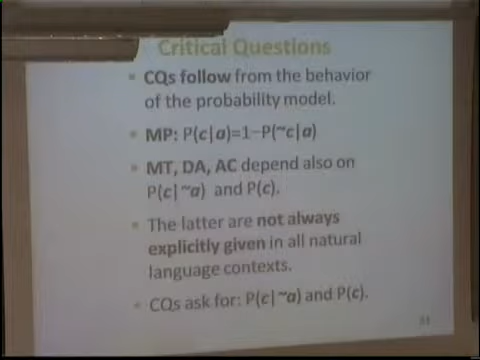 Critical Questions
CQs follow from the behavior
of the probability model.
MP: P(c|a)=1−P(~c|a)
MT, DA, AC depend also on
P(c|~a) and P(c).
The latter are not always
explicitly given in all natural
language contexts.
CQs ask for: P(c|~a) and P(c).